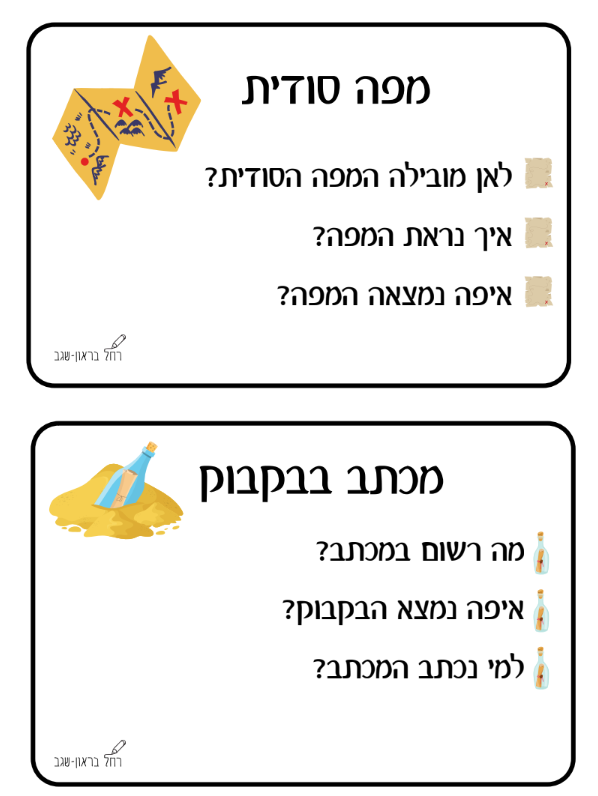 מפה סודית
לאן מובילה המפה הסודית?
איך נראת המפה?
איפה נמצאה המפה?
רחל בראון-שגב
מכתב בבקבוק
מה רשום במכתב?
איפה נמצא הבקבוק?
למי נכתב המכתב?
רחל בראון-שגב